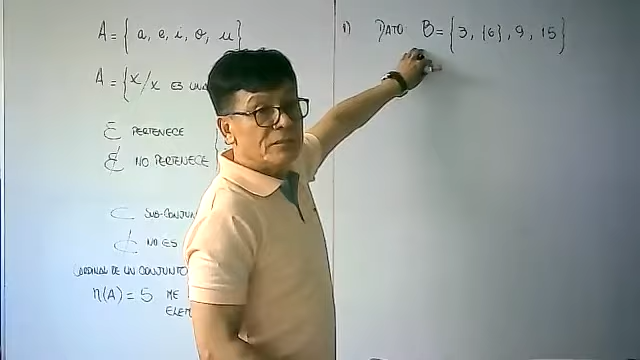 A = { a, e, i, o, u }
A = { x/x ES UNA
∈ PERTENECE
∉ NO PERTENECE
⊂ SUB-CONJUN
⊄ NO ES
CARDINAL DE UN CONJUNTO
n(A) = 5 ME
ELEM
1) DATO B = { 3, {6}, 9, 15 }